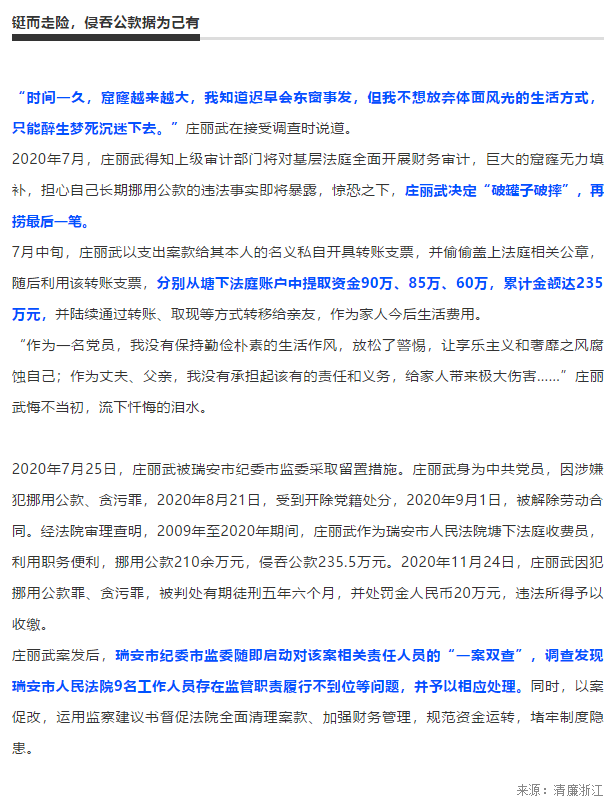 铤而走险，侵吞公款据为己有
“时间一久，窟窿越来越大，我知道迟早会东窗事发，但我不想放弃体面风光的生活方式，
只能醉生梦死沉迷下去。”庄丽武在接受调查时说道。
2020年7月，庄丽武得知上级审计部门将对基层法庭全面开展财务审计，巨大的窟窿无力填
补，担心自己长期挪用公款的违法事实即将暴露，惊恐之下，庄丽武决定“破罐子破摔”，再
捞最后一笔。
7月中旬，庄丽武以支出案款给其本人的名义私自开具转账支票，并偷偷盖上法庭相关公章，
随后利用该转账支票，分别从塘下法庭账户中提取资金90万、85万、60万，累计金额达235
万元，并陆续通过转账、取现等方式转移给亲友，作为家人今后生活费用。
“作为一名党员，我没有保持勤俭朴素的生活作风，放松了警惕，让享乐主义和奢靡之风腐
蚀自己；作为丈夫、父亲，我没有承担起该有的责任和义务，给家人带来极大伤害……”庄丽
武悔不当初，流下忏悔的泪水。
2020年7月25日，庄丽武被瑞安市纪委市监委采取留置措施。庄丽武身为中共党员，因涉嫌
犯挪用公款、贪污罪，2020年8月21日，受到开除党籍处分，2020年9月1日，被解除劳动合
同。经法院审理查明，2009年至2020年期间，庄丽武作为瑞安市人民法院塘下法庭收费员，
利用职务便利，挪用公款210余万元，侵吞公款235.5万元。2020年11月24日，庄丽武因犯
挪用公款罪、贪污罪，被判处有期徒刑五年六个月，并处罚金人民币20万元，违法所得予以
收缴。
庄丽武案发后，瑞安市纪委市监委随即启动对该案相关责任人员的“一案双查”，调查发现
瑞安市人民法院9名工作人员存在监管职责履行不到位等问题，并予以相应处理。同时，以案
促改，运用监察建议书督促法院全面清理案款、加强财务管理，规范资金运转，堵牢制度隐
患。
来源：清廉浙江